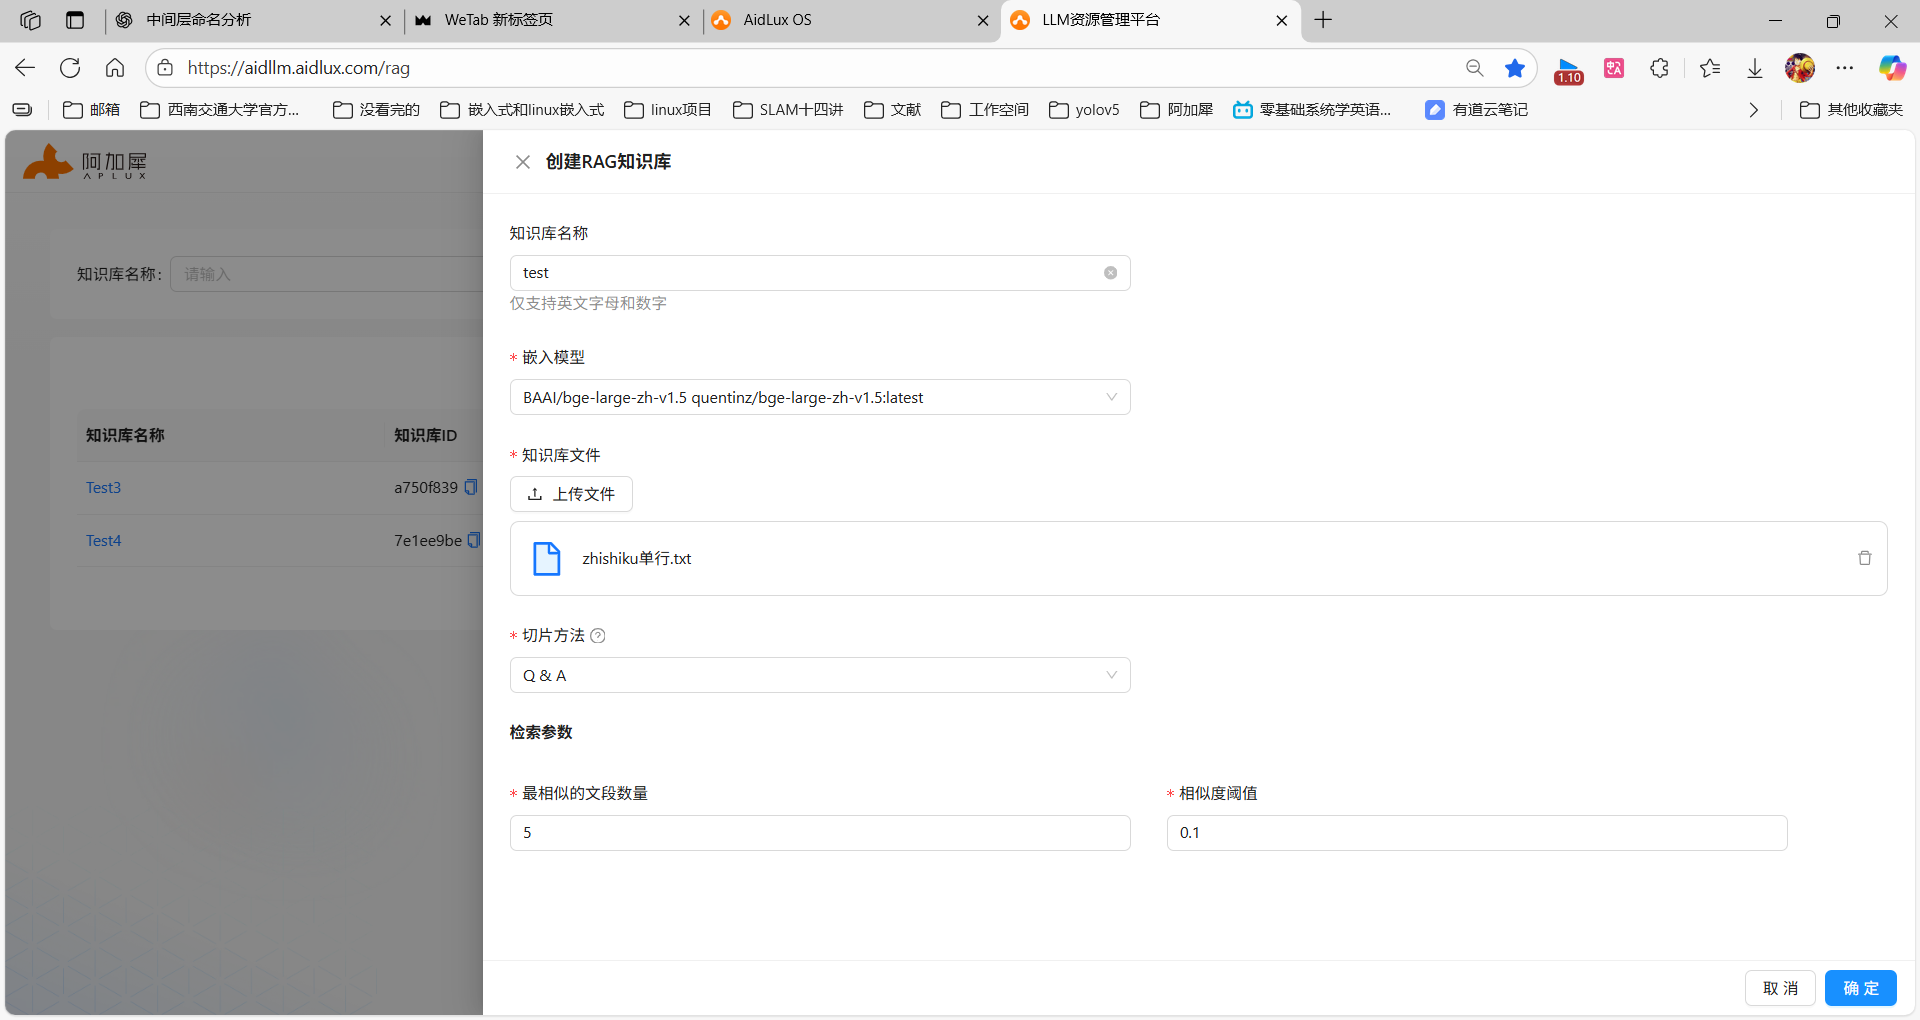 中间层命名分析
WeTab 新标签页
AidLux OS
LLM资源管理平台
https://aidllm.aidlux.com/rag
1.10
邮箱
西南交通大学官方...
没看完的
嵌入式和linux嵌入式
linux项目
SLAM十四讲
文献
工作空间
yolov5
阿加犀
零基础系统学英语...
有道云笔记
其他收藏夹
阿加犀
APLUX
知识库名称:
请输入
知识库名称
知识库ID
Test3
a750f839
Test4
7e1ee9be
创建RAG知识库
知识库名称
test
仅支持英文字母和数字
* 嵌入模型
BAAI/bge-large-zh-v1.5 quentinz/bge-large-zh-v1.5:latest
* 知识库文件
上传文件
zhishiku单行.txt
* 切片方法
Q & A
检索参数
* 最相似的文段数量
5
* 相似度阈值
0.1
取 消
确 定